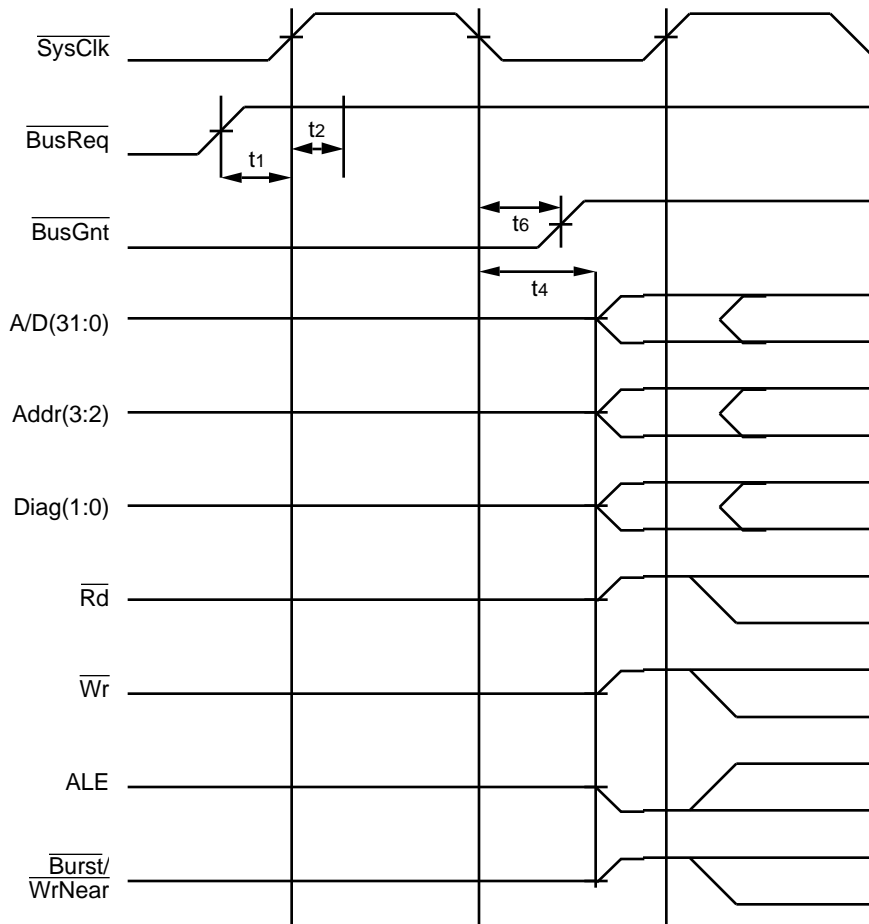 SysClk
BusReq
t1
t2
BusGnt
t6
t4
A/D(31:0)
Addr(3:2)
Diag(1:0)
Rd
Wr
ALE
Burst/
WrNear